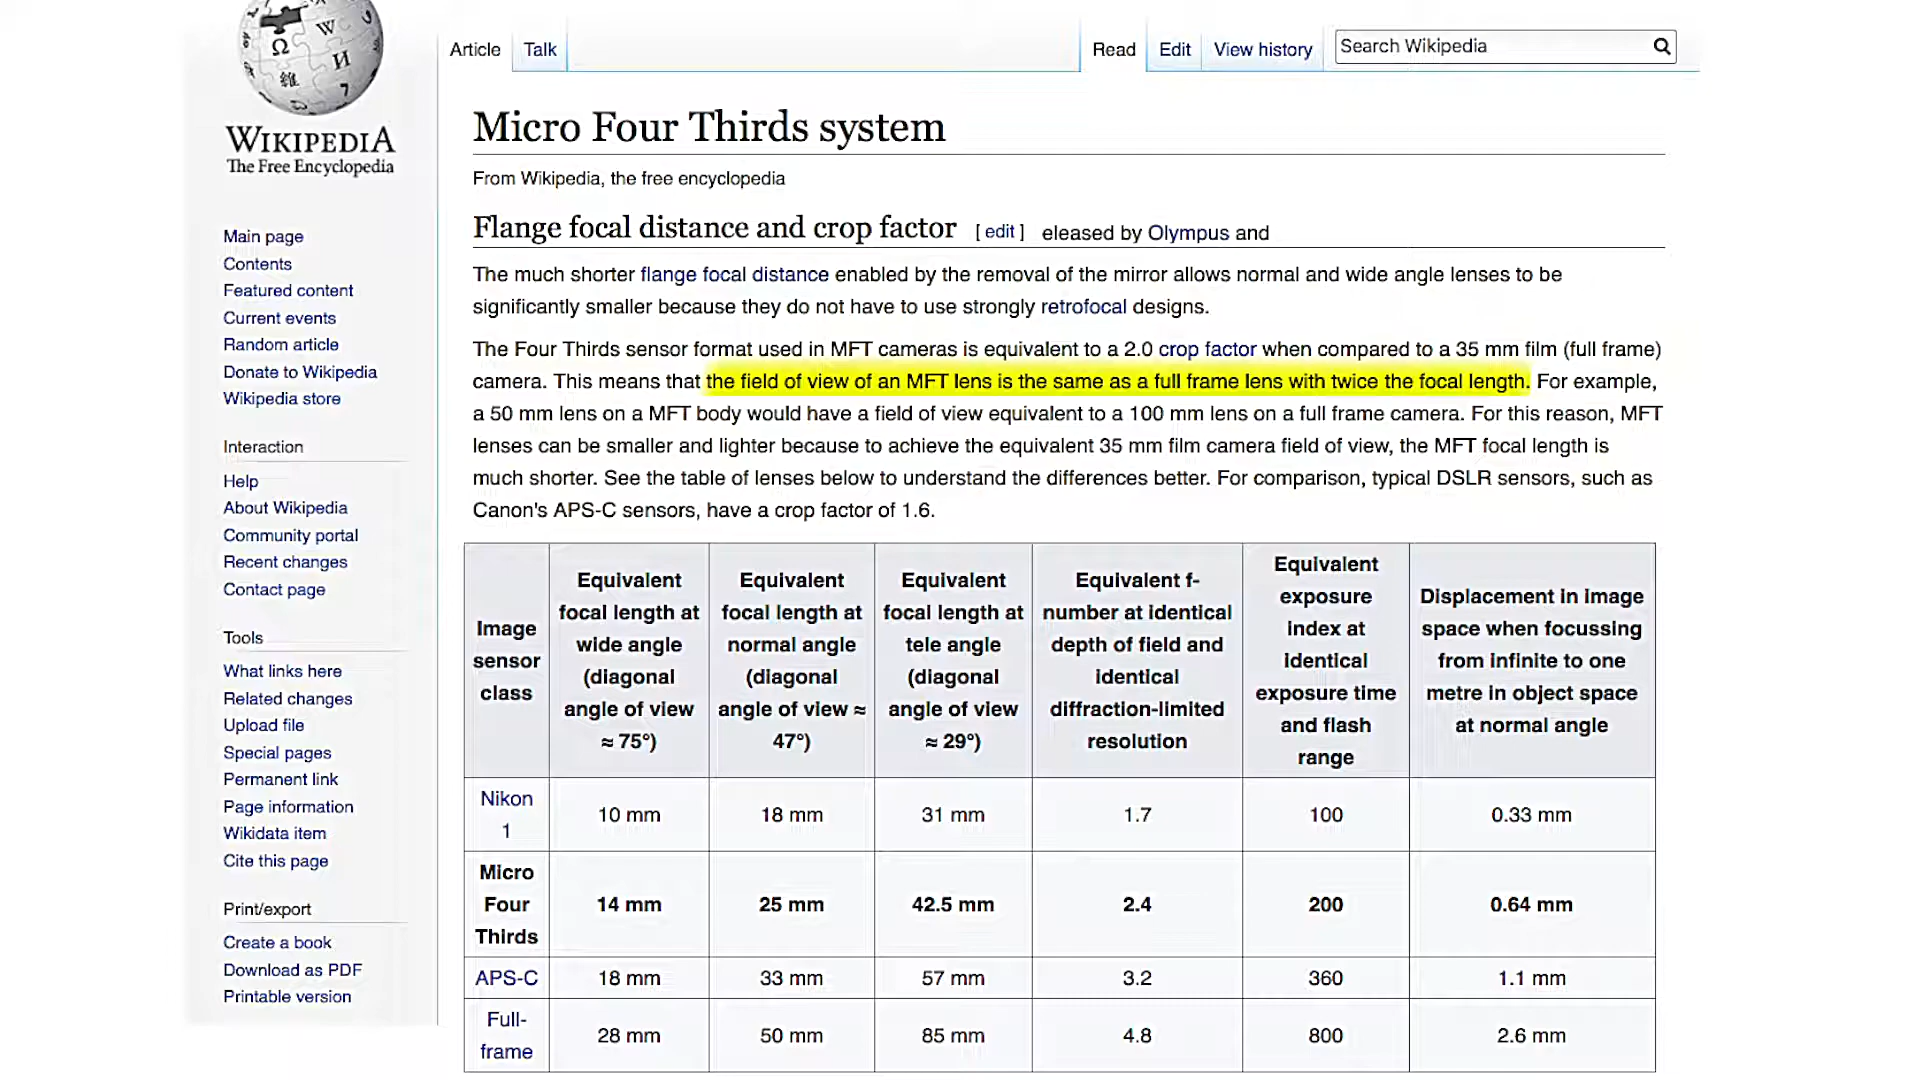 WIKIPEDIA
The Free Encyclopedia
Main page
Contents
Featured content
Current events
Random article
Donate to Wikipedia
Wikipedia store
Interaction
Help
About Wikipedia
Community portal
Recent changes
Contact page
Tools
What links here
Related changes
Upload file
Special pages
Permanent link
Page information
Wikidata item
Cite this page
Print/export
Create a book
Download as PDF
Printable version
Article Talk Read Edit View history Search Wikipedia
Micro Four Thirds system
From Wikipedia, the free encyclopedia
Flange focal distance and crop factor [ edit ] eleased by Olympus and
The much shorter flange focal distance enabled by the removal of the mirror allows normal and wide angle lenses to be
significantly smaller because they do not have to use strongly retrofocal designs.
The Four Thirds sensor format used in MFT cameras is equivalent to a 2.0 crop factor when compared to a 35 mm film (full frame)
camera. This means that the field of view of an MFT lens is the same as a full frame lens with twice the focal length. For example,
a 50 mm lens on a MFT body would have a field of view equivalent to a 100 mm lens on a full frame camera. For this reason, MFT
lenses can be smaller and lighter because to achieve the equivalent 35 mm film camera field of view, the MFT focal length is
much shorter. See the table of lenses below to understand the differences better. For comparison, typical DSLR sensors, such as
Canon's APS-C sensors, have a crop factor of 1.6.
Image
sensor
class
Equivalent
focal length at
wide angle
(diagonal
angle of view
≈ 75°)
Equivalent
focal length at
normal angle
(diagonal
angle of view ≈
47°)
Equivalent
focal length at
tele angle
(diagonal
angle of view
≈ 29°)
Equivalent f-
number at identical
depth of field and
identical
diffraction-limited
resolution
Equivalent
exposure
index at
identical
exposure time
and flash
range
Displacement in image
space when focussing
from infinite to one
metre in object space
at normal angle
Nikon
1
10 mm
18 mm
31 mm
1.7
100
0.33 mm
Micro
Four
Thirds
14 mm
25 mm
42.5 mm
2.4
200
0.64 mm
APS-C
18 mm
33 mm
57 mm
3.2
360
1.1 mm
Full-
frame
28 mm
50 mm
85 mm
4.8
800
2.6 mm